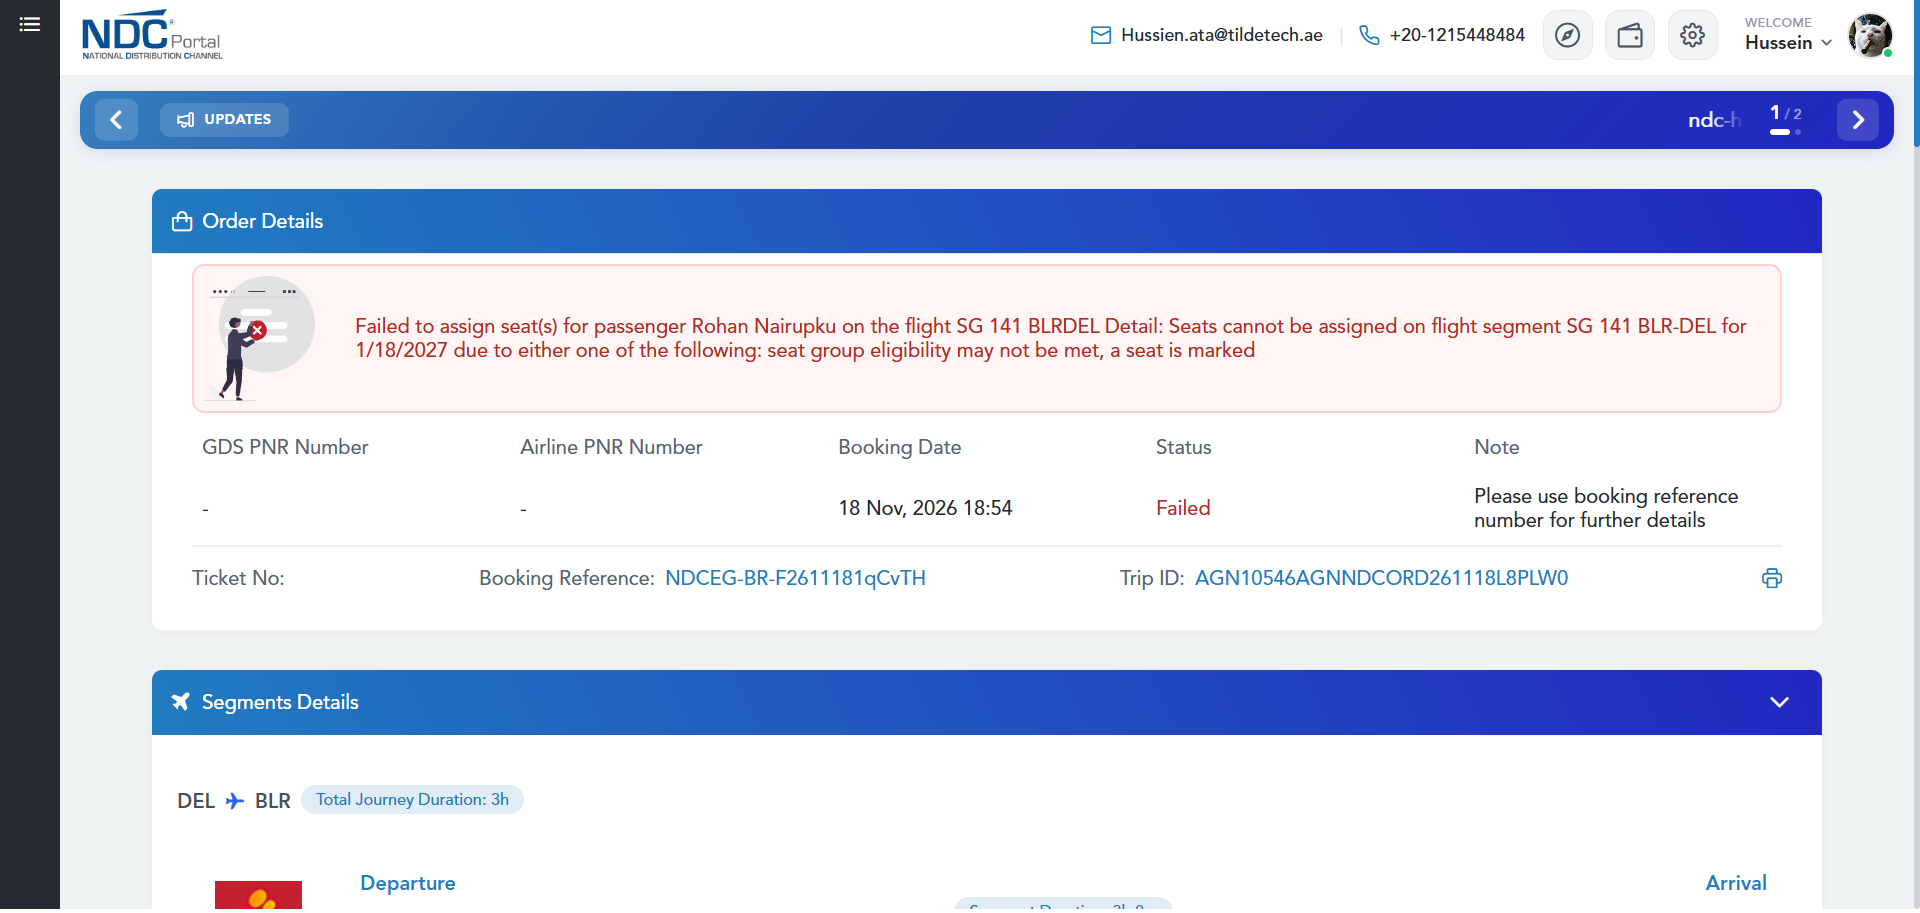 NDC Portal
NATIONAL DISTRIBUTION CHANNEL
Hussien.ata@tildetech.ae
+20-1215448484
WELCOME
Hussein
UPDATES
ndc-h
1 / 2
Order Details
Failed to assign seat(s) for passenger Rohan Nairupku on the flight SG 141 BLRDEL Detail: Seats cannot be assigned on flight segment SG 141 BLR-DEL for
1/18/2027 due to either one of the following: seat group eligibility may not be met, a seat is marked
GDS PNR Number
Airline PNR Number
Booking Date
Status
Note
-
-
18 Nov, 2026 18:54
Failed
Please use booking reference
number for further details
Ticket No:
Booking Reference: NDCEG-BR-F2611181qCvTH
Trip ID: AGN10546AGNNDCORD261118L8PLW0
Segments Details
DEL BLR
Total Journey Duration: 3h
Departure
Arrival